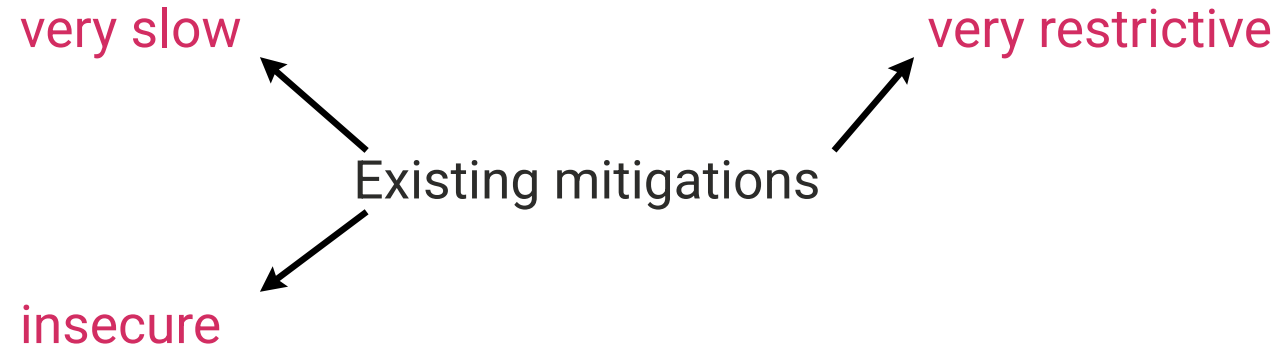 very slow
very restrictive
Existing mitigations
insecure